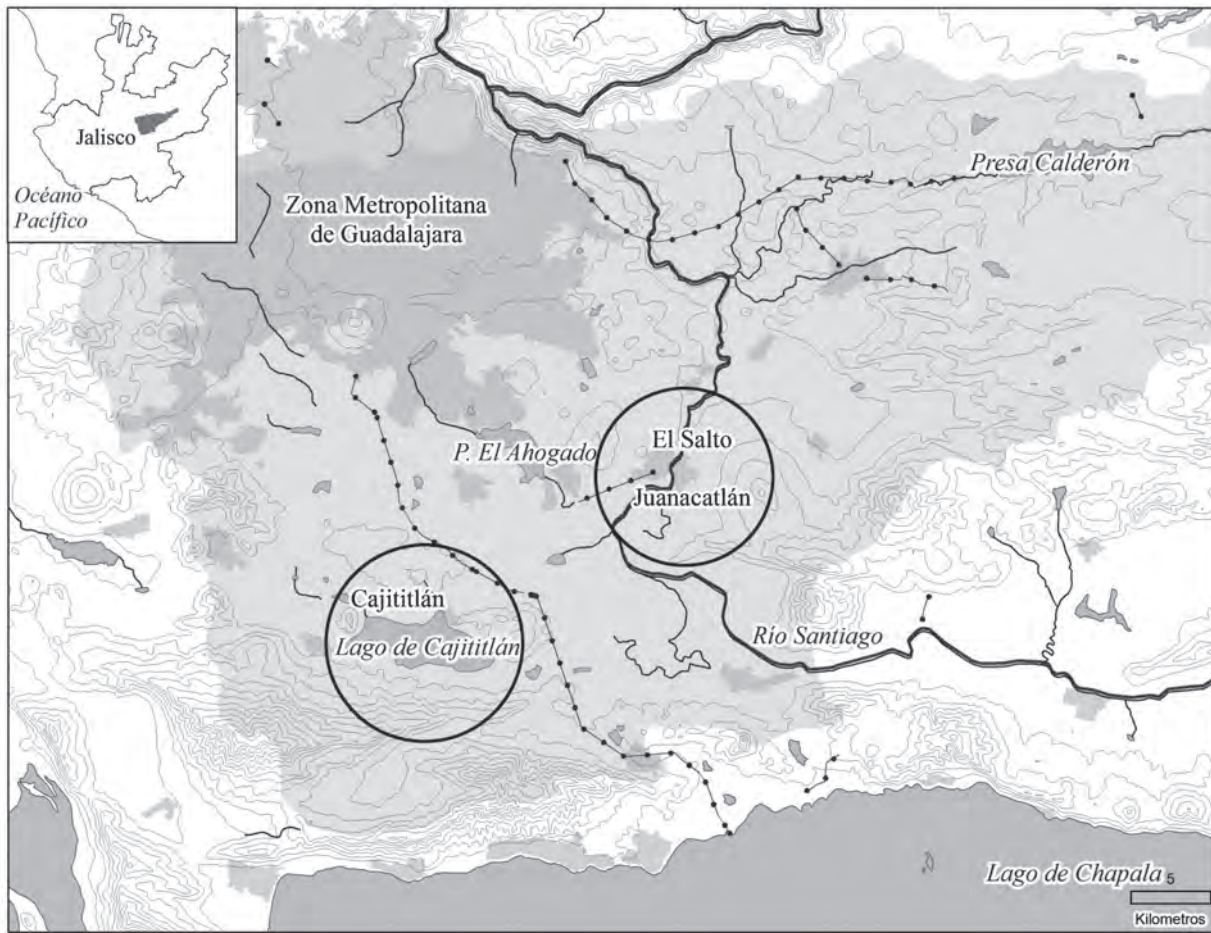 Jalisco
Océano
Pacífico
Presa Calderón
Zona Metropolitana
de Guadalajara
El Salto
P. El Ahogado
Juanacatlán
Cajititlán
Río Santiago
Lago de Cajititlán
Lago de Chapala
5
Kilometros